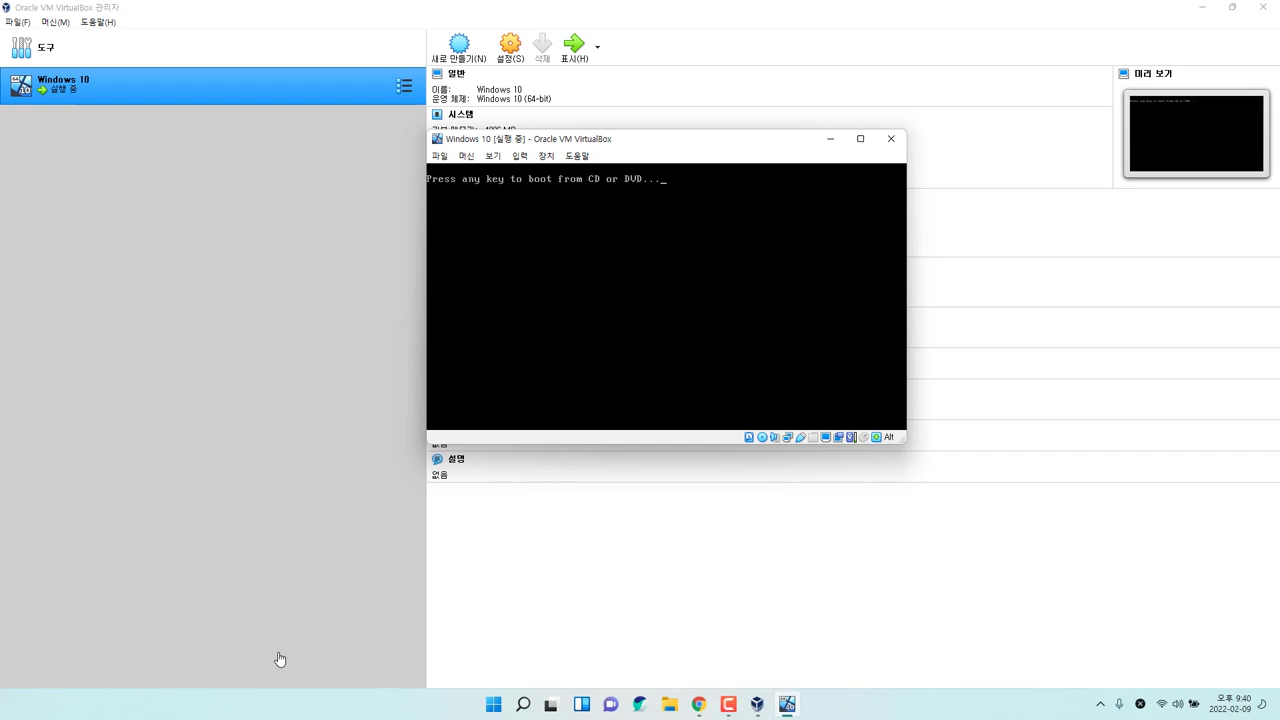 Oracle VM VirtualBox 관리자
파일(F) 머신(M) 도움말(H)
도구
새로 만들기(N) 설정(S) 삭제 표시(H)
Windows 10
실행 중
일반
이름: Windows 10
운영 체제: Windows 10 (64-bit)
시스템
미리 보기
Windows 10 [실행 중] - Oracle VM VirtualBox
파일 머신 보기 입력 장치 도움말
Press any key to boot from CD or DVD..._
Alt
없음
설명
없음
오후 9:40
2022-02-09